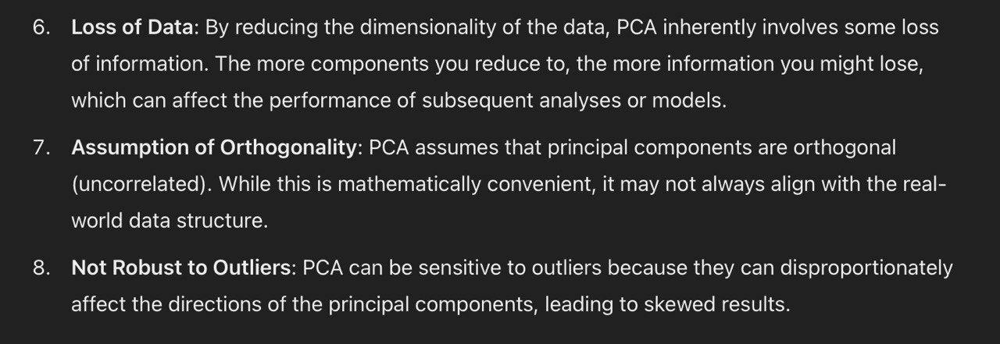 6. Loss of Data: By reducing the dimensionality of the data, PCA inherently involves some loss
of information. The more components you reduce to, the more information you might lose,
which can affect the performance of subsequent analyses or models.
7. Assumption of Orthogonality: PCA assumes that principal components are orthogonal
(uncorrelated). While this is mathematically convenient, it may not always align with the real-
world data structure.
8. Not Robust to Outliers: PCA can be sensitive to outliers because they can disproportionately
affect the directions of the principal components, leading to skewed results.